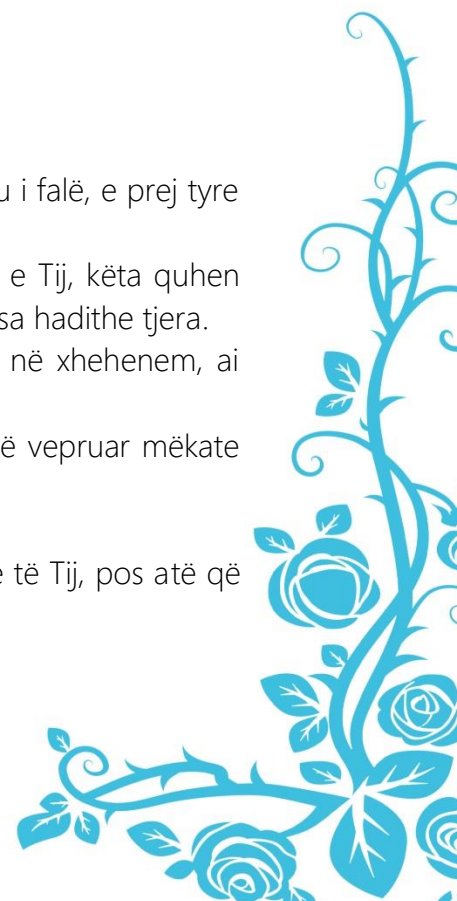 u i falë, e prej tyre
e Tij, këta quhen
sa hadithe tjera.
në xhehenem, ai
ë vepruar mëkate
e të Tij, pos atë që